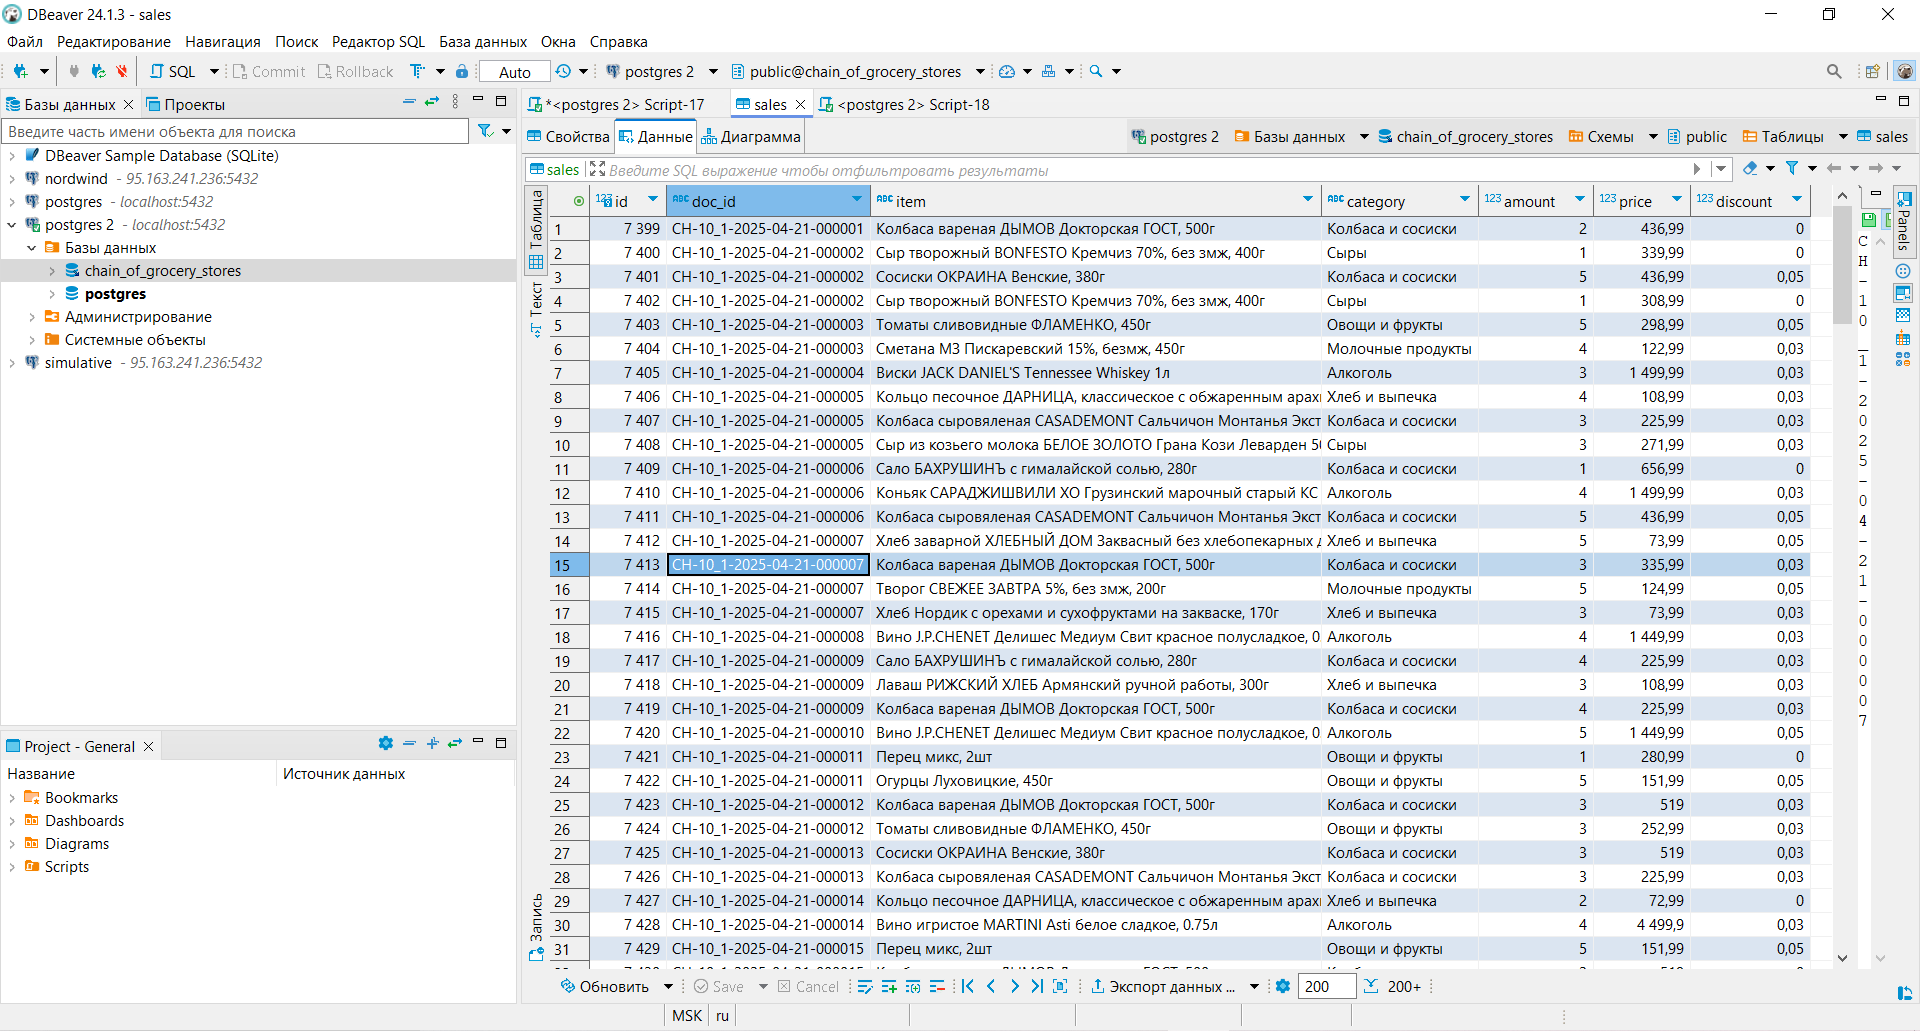 DBeaver 24.1.3 - sales
Файл Редактирование Навигация Поиск Редактор SQL База данных Окна Справка
SQL Commit Rollback Auto postgres 2 public@chain_of_grocery_stores
Базы данных Проекты
Введите часть имени объекта для поиска
DBeaver Sample Database (SQLite)
nordwind - 95.163.241.236:5432
postgres - localhost:5432
postgres 2 - localhost:5432
Базы данных
chain_of_grocery_stores
postgres
Администрирование
Системные объекты
simulative - 95.163.241.236:5432
Project - General
Название Источник данных
Bookmarks
Dashboards
Diagrams
Scripts
*<postgres 2> Script-17 sales <postgres 2> Script-18
Свойства Данные Диаграмма postgres 2 Базы данных chain_of_grocery_stores Схемы public Таблицы sales
sales Введите SQL выражение чтобы отфильтровать результаты
Таблица
Текст
Запись
123 id ABC doc_id ABC item ABC category 123 amount 123 price 123 discount
1 7 399 CH-10_1-2025-04-21-000001 Колбаса вареная ДЫМОВ Докторская ГОСТ, 500г Колбаса и сосиски 2 436,99 0
2 7 400 CH-10_1-2025-04-21-000002 Сыр творожный BONFESTO Кремчиз 70%, без змж, 400г Сыры 1 339,99 0
3 7 401 CH-10_1-2025-04-21-000002 Сосиски ОКРАИНА Венские, 380г Колбаса и сосиски 5 436,99 0,05
4 7 402 CH-10_1-2025-04-21-000002 Сыр творожный BONFESTO Кремчиз 70%, без змж, 400г Сыры 1 308,99 0
5 7 403 CH-10_1-2025-04-21-000003 Томаты сливовидные ФЛАМЕНКО, 450г Овощи и фрукты 5 298,99 0,05
6 7 404 CH-10_1-2025-04-21-000003 Сметана МЗ Пискаревский 15%, безмж, 450г Молочные продукты 4 122,99 0,03
7 7 405 CH-10_1-2025-04-21-000004 Виски JACK DANIEL'S Tennessee Whiskey 1л Алкоголь 3 1 499,99 0,03
8 7 406 CH-10_1-2025-04-21-000005 Кольцо песочное ДАРНИЦА, классическое с обжаренным арах Хлеб и выпечка 4 108,99 0,03
9 7 407 CH-10_1-2025-04-21-000005 Колбаса сыровяленая CASADEMONT Сальчичон Монтанья Экст Колбаса и сосиски 3 225,99 0,03
10 7 408 CH-10_1-2025-04-21-000005 Сыр из козьего молока БЕЛОЕ ЗОЛОТО Грана Кози Леварден 50 Сыры 3 271,99 0,03
11 7 409 CH-10_1-2025-04-21-000006 Сало БАХРУШИНЪ с гималайской солью, 280г Колбаса и сосиски 1 656,99 0
12 7 410 CH-10_1-2025-04-21-000006 Коньяк САРАДЖИШВИЛИ ХО Грузинский марочный старый КС Алкоголь 4 1 499,99 0,03
13 7 411 CH-10_1-2025-04-21-000006 Колбаса сыровяленая CASADEMONT Сальчичон Монтанья Экст Колбаса и сосиски 5 436,99 0,05
14 7 412 CH-10_1-2025-04-21-000007 Хлеб заварной ХЛЕБНЫЙ ДОМ Заквасный без хлебопекарных д Хлеб и выпечка 5 73,99 0,05
15 7 413 CH-10_1-2025-04-21-000007 Колбаса вареная ДЫМОВ Докторская ГОСТ, 500г Колбаса и сосиски 3 335,99 0,03
16 7 414 CH-10_1-2025-04-21-000007 Творог СВЕЖЕЕ ЗАВТРА 5%, без змж, 200г Молочные продукты 5 124,99 0,05
17 7 415 CH-10_1-2025-04-21-000007 Хлеб Нордик с орехами и сухофруктами на закваске, 170г Хлеб и выпечка 3 73,99 0,03
18 7 416 CH-10_1-2025-04-21-000008 Вино J.P.CHENET Делишес Медиум Свит красное полусладкое, 0 Алкоголь 4 1 449,99 0,03
19 7 417 CH-10_1-2025-04-21-000009 Сало БАХРУШИНЪ с гималайской солью, 280г Колбаса и сосиски 4 225,99 0,03
20 7 418 CH-10_1-2025-04-21-000009 Лаваш РИЖСКИЙ ХЛЕБ Армянский ручной работы, 300г Хлеб и выпечка 3 108,99 0,03
21 7 419 CH-10_1-2025-04-21-000009 Колбаса вареная ДЫМОВ Докторская ГОСТ, 500г Колбаса и сосиски 4 225,99 0,03
22 7 420 CH-10_1-2025-04-21-000010 Вино J.P.CHENET Делишес Медиум Свит красное полусладкое, 0 Алкоголь 5 1 449,99 0,05
23 7 421 CH-10_1-2025-04-21-000011 Перец микс, 2шт Овощи и фрукты 1 280,99 0
24 7 422 CH-10_1-2025-04-21-000011 Огурцы Луховицкие, 450г Овощи и фрукты 5 151,99 0,05
25 7 423 CH-10_1-2025-04-21-000012 Колбаса вареная ДЫМОВ Докторская ГОСТ, 500г Колбаса и сосиски 3 519 0,03
26 7 424 CH-10_1-2025-04-21-000012 Томаты сливовидные ФЛАМЕНКО, 450г Овощи и фрукты 3 252,99 0,03
27 7 425 CH-10_1-2025-04-21-000013 Сосиски ОКРАИНА Венские, 380г Колбаса и сосиски 3 519 0,03
28 7 426 CH-10_1-2025-04-21-000013 Колбаса сыровяленая CASADEMONT Сальчичон Монтанья Экст Колбаса и сосиски 3 225,99 0,03
29 7 427 CH-10_1-2025-04-21-000014 Кольцо песочное ДАРНИЦА, классическое с обжаренным арах Хлеб и выпечка 2 72,99 0
30 7 428 CH-10_1-2025-04-21-000014 Вино игристое MARTINI Asti белое сладкое, 0.75л Алкоголь 4 4 499,9 0,03
31 7 429 CH-10_1-2025-04-21-000015 Перец микс, 2шт Овощи и фрукты 5 151,99 0,05
Panels
CH-10_1-2025-04-21-000007
Обновить Save Cancel Экспорт данных ... 200 200+
MSK ru